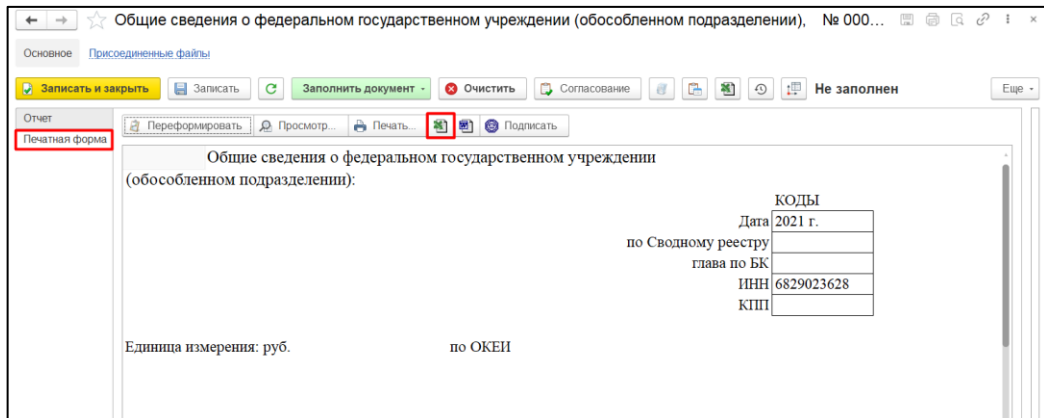 Общие сведения о федеральном государственном учреждении (обособленном подразделении), № 000...
Основное Присоединенные файлы
Записать и закрыть Записать Заполнить документ Очистить Согласование Не заполнен Еще
Отчет
Переформировать Просмотр... Печать... Подписать
Печатная форма
Общие сведения о федеральном государственном учреждении
(обособленном подразделении):
КОДЫ
Дата 2021 г.
по Сводному реестру
глава по БК
ИНН 6829023628
КПП
Единица измерения: руб. по ОКЕИ